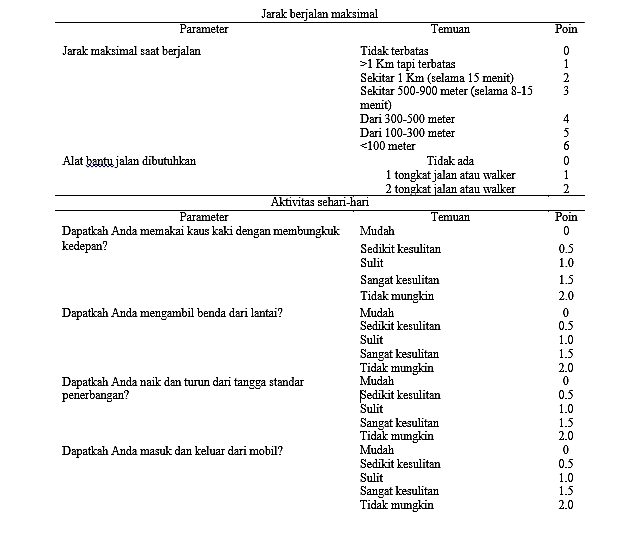 Jarak berjalan maksimal
Parameter Temuan Poin
Jarak maksimal saat berjalan Tidak terbatas 0
>1 Km tapi terbatas 1
Sekitar 1 Km (selama 15 menit) 2
Sekitar 500-900 meter (selama 8-15 3
menit)
Dari 300-500 meter 4
Dari 100-300 meter 5
<100 meter 6
Alat bantu jalan dibutuhkan Tidak ada 0
1 tongkat jalan atau walker 1
2 tongkat jalan atau walker 2
Aktivitas sehari-hari
Parameter Temuan Poin
Dapatkah Anda memakai kaus kaki dengan membungkuk Mudah 0
kedepan? Sedikit kesulitan 0.5
Sulit 1.0
Sangat kesulitan 1.5
Tidak mungkin 2.0
Dapatkah Anda mengambil benda dari lantai? Mudah 0
Sedikit kesulitan 0.5
Sulit 1.0
Sangat kesulitan 1.5
Tidak mungkin 2.0
Dapatkah Anda naik dan turun dari tangga standar Mudah 0
penerbangan? Sedikit kesulitan 0.5
Sulit 1.0
Sangat kesulitan 1.5
Tidak mungkin 2.0
Dapatkah Anda masuk dan keluar dari mobil? Mudah 0
Sedikit kesulitan 0.5
Sulit 1.0
Sangat kesulitan 1.5
Tidak mungkin 2.0